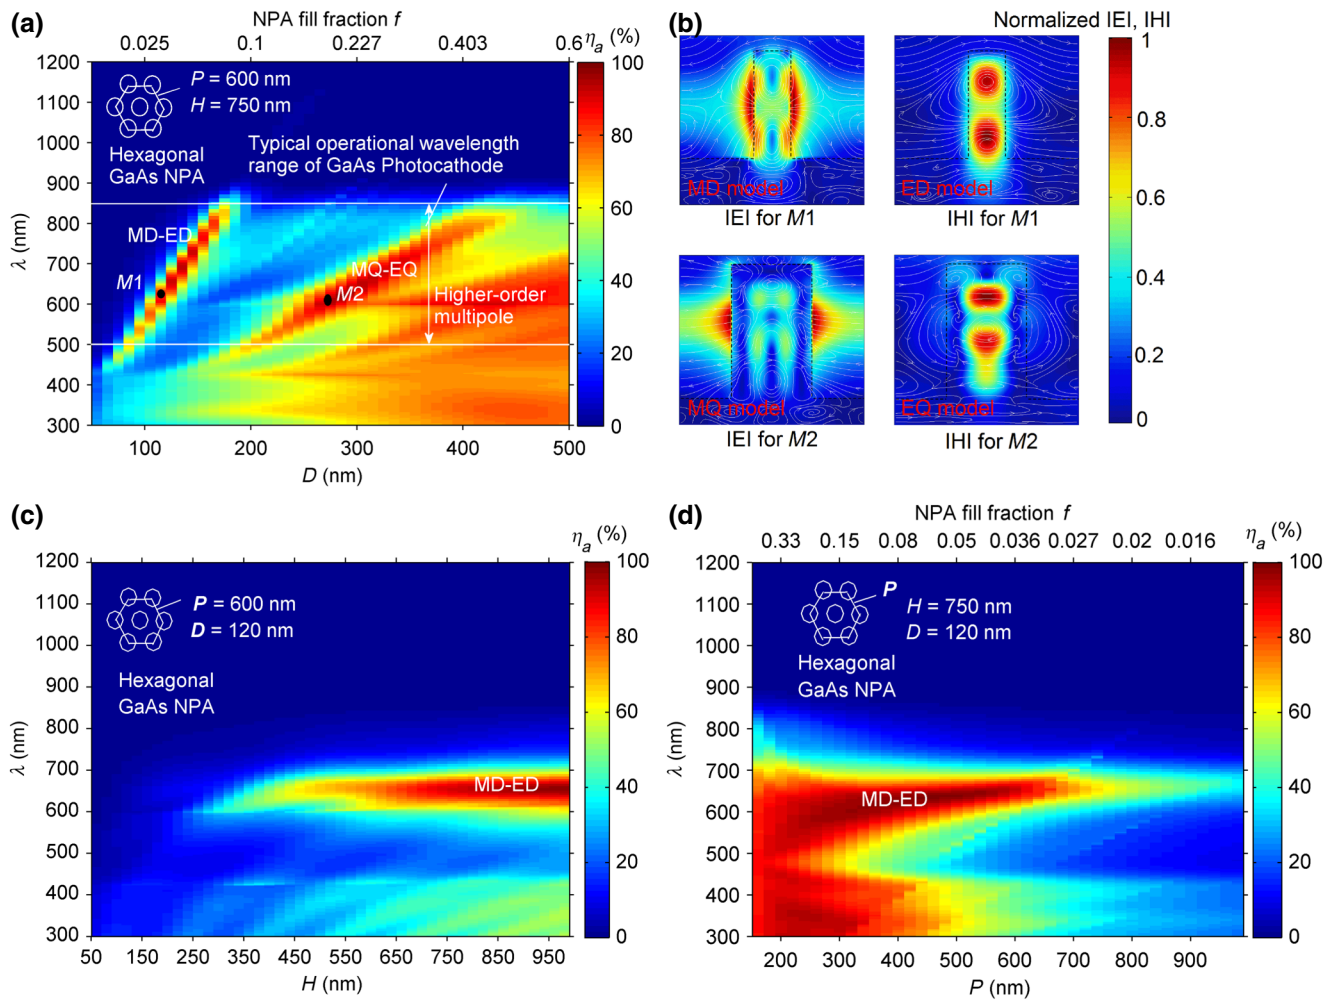 (a)
NPA fill fraction f
0.025 0.1 0.227 0.403 0.6
ηa (%)
1200
1100
1000
900
800
700
600
500
400
300
λ (nm)
P = 600 nm
H = 750 nm
Hexagonal
GaAs NPA
Typical operational wavelength
range of GaAs Photocathode
MD-ED
M1
MQ-EQ
M2
Higher-order
multipole
100 200 300 400 500
D (nm)
100
80
60
40
20
0
(b)
Normalized IEI, IHI
MD model
IEI for M1
ED model
IHI for M1
MQ model
IEI for M2
EQ model
IHI for M2
1
0.8
0.6
0.4
0.2
0
(c)
ηa (%)
1200
1100
1000
900
800
700
600
500
400
300
λ (nm)
P = 600 nm
D = 120 nm
Hexagonal
GaAs NPA
MD-ED
50 150 250 350 450 550 650 750 850 950
H (nm)
100
80
60
40
20
0
(d)
NPA fill fraction f
0.33 0.15 0.08 0.05 0.036 0.027 0.02 0.016
ηa (%)
1200
1100
1000
900
800
700
600
500
400
300
λ (nm)
P
H = 750 nm
D = 120 nm
Hexagonal
GaAs NPA
MD-ED
200 300 400 500 600 700 800 900
P (nm)
100
80
60
40
20
0